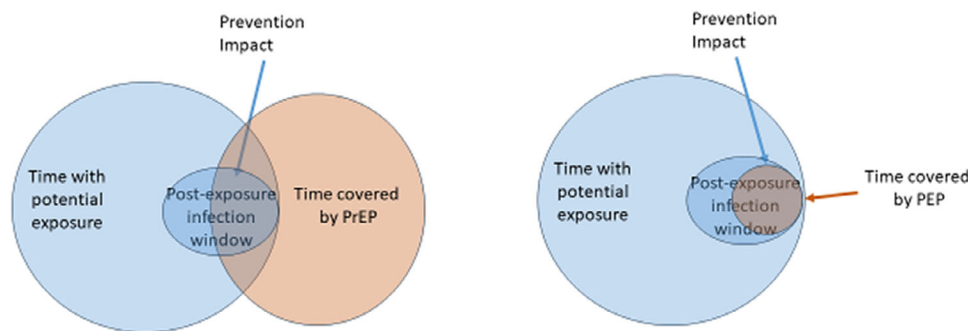 Prevention
Impact
Time with
potential
exposure
Post-exposure
infection
window
Time covered
by PrEP
Prevention
Impact
Time with
potential
exposure
Post-exposure
infection
window
Time covered
by PEP